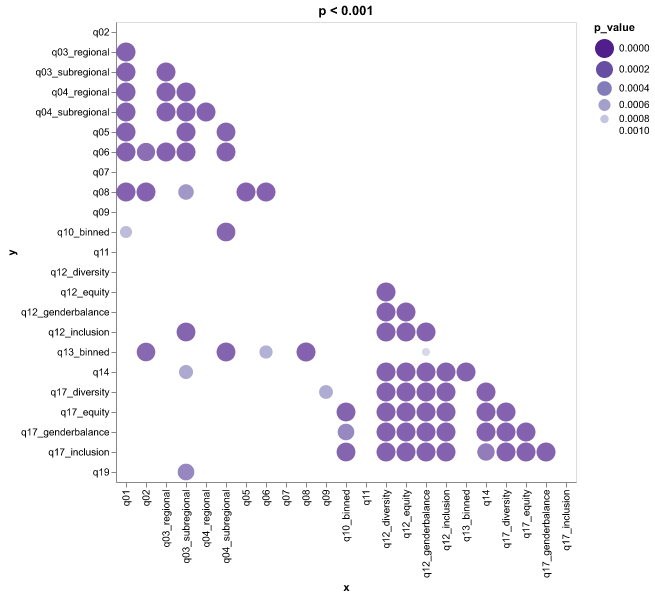 p < 0.001
p_value
0.0000
0.0002
0.0004
0.0006
0.0008
0.0010
y
q02
q03_regional
q03_subregional
q04_regional
q04_subregional
q05
q06
q07
q08
q09
q10_binned
q11
q12_diversity
q12_equity
q12_genderbalance
q12_inclusion
q13_binned
q14
q17_diversity
q17_equity
q17_genderbalance
q17_inclusion
q19
q01
q02
q03_regional
q03_subregional
q04_regional
q04_subregional
q05
q06
q07
q08
q09
q10_binned
q11
q12_diversity
q12_equity
q12_genderbalance
q12_inclusion
q13_binned
q14
q17_diversity
q17_equity
q17_genderbalance
q17_inclusion
x